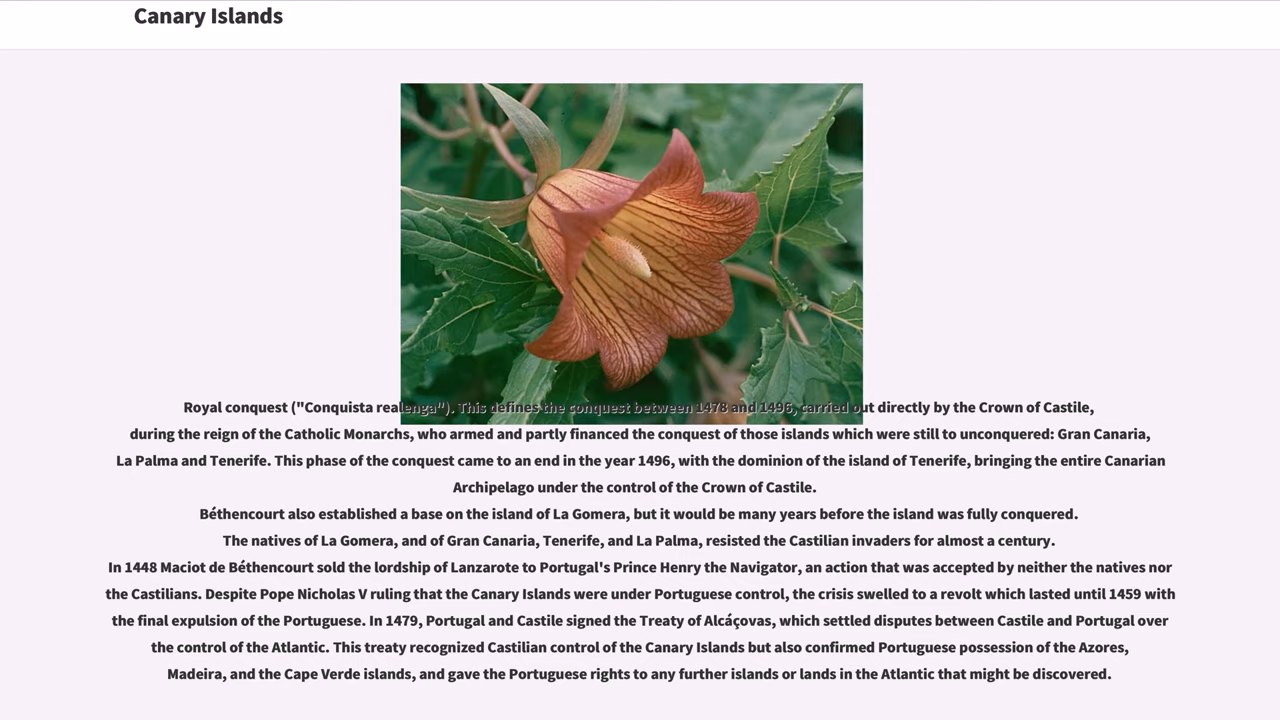 Canary Islands
Royal conquest ("Conquista realenga"). This defines the conquest between 1478 and 1496, carried out directly by the Crown of Castile,
during the reign of the Catholic Monarchs, who armed and partly financed the conquest of those islands which were still to unconquered: Gran Canaria,
La Palma and Tenerife. This phase of the conquest came to an end in the year 1496, with the dominion of the island of Tenerife, bringing the entire Canarian
Archipelago under the control of the Crown of Castile.
Béthencourt also established a base on the island of La Gomera, but it would be many years before the island was fully conquered.
The natives of La Gomera, and of Gran Canaria, Tenerife, and La Palma, resisted the Castilian invaders for almost a century.
In 1448 Maciot de Béthencourt sold the lordship of Lanzarote to Portugal's Prince Henry the Navigator, an action that was accepted by neither the natives nor
the Castilians. Despite Pope Nicholas V ruling that the Canary Islands were under Portuguese control, the crisis swelled to a revolt which lasted until 1459 with
the final expulsion of the Portuguese. In 1479, Portugal and Castile signed the Treaty of Alcáçovas, which settled disputes between Castile and Portugal over
the control of the Atlantic. This treaty recognized Castilian control of the Canary Islands but also confirmed Portuguese possession of the Azores,
Madeira, and the Cape Verde islands, and gave the Portuguese rights to any further islands or lands in the Atlantic that might be discovered.